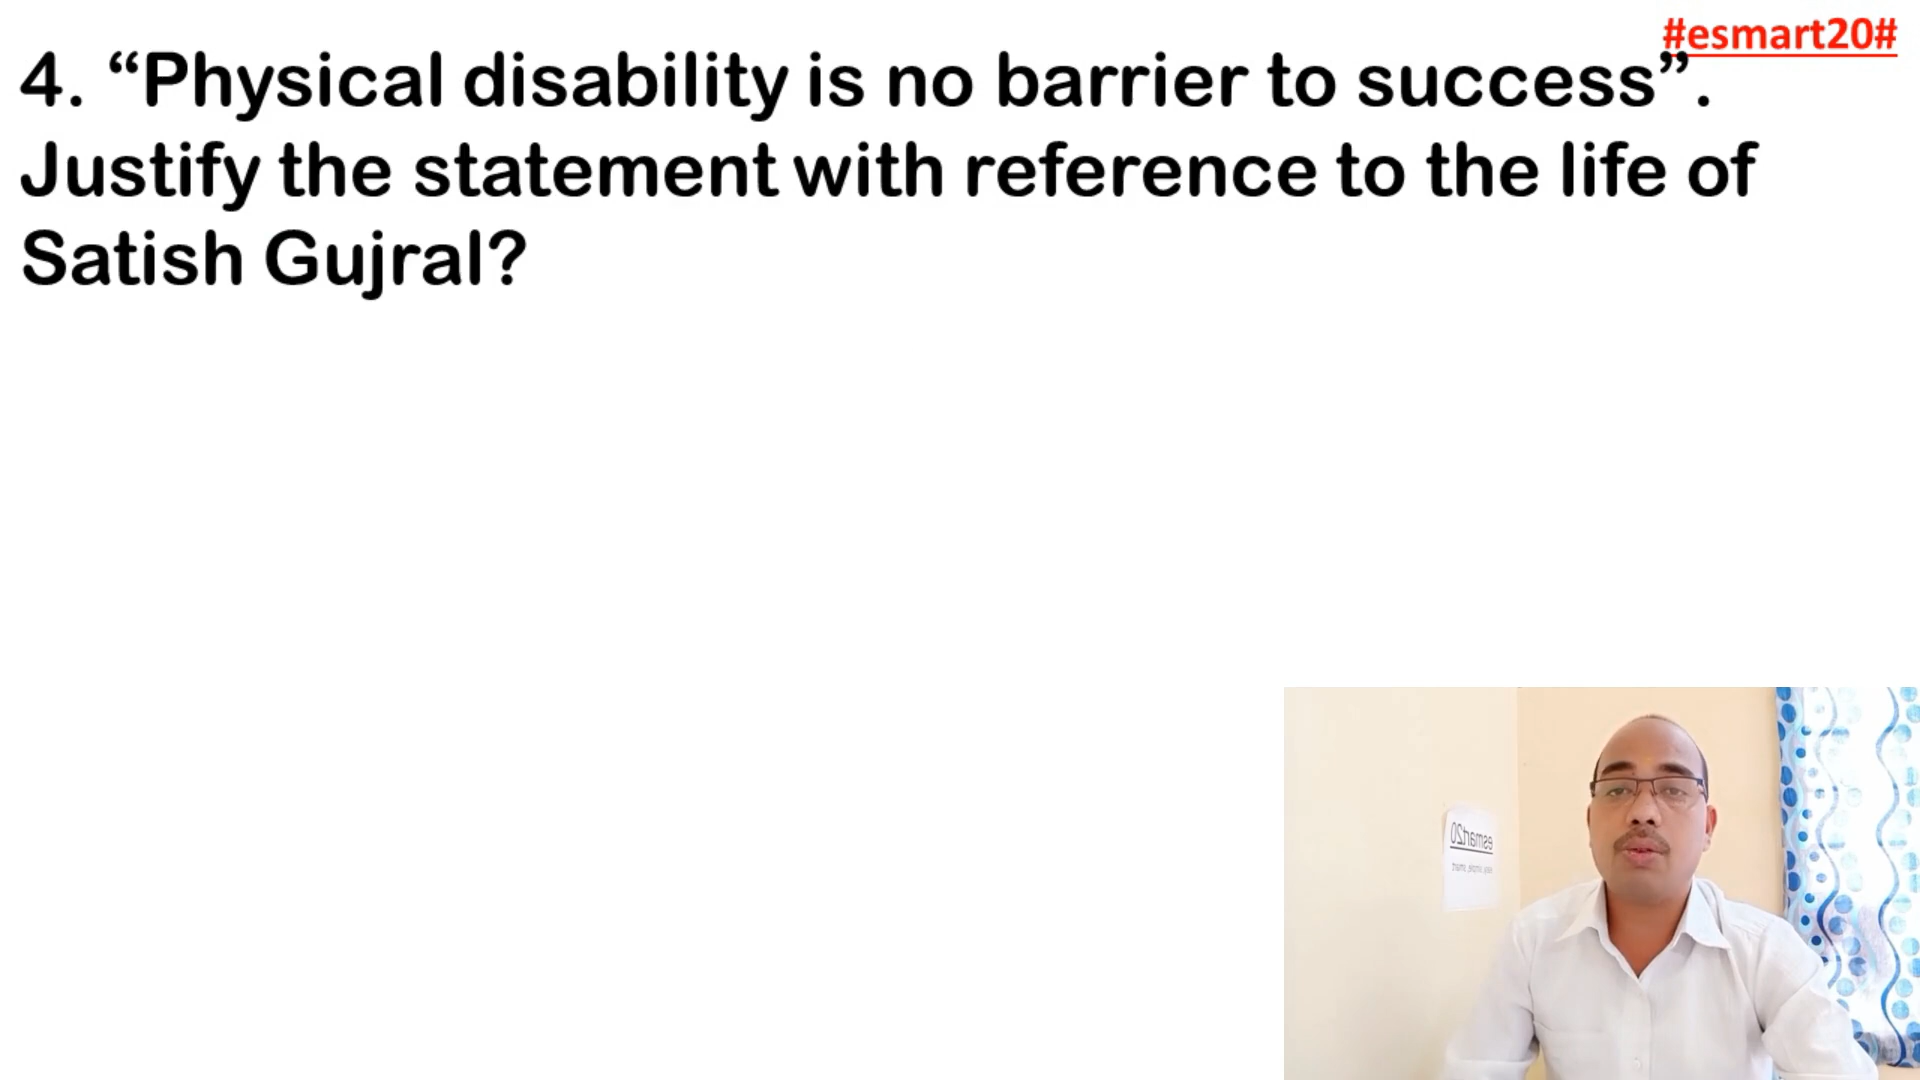 #esmart20#
4. “Physical disability is no barrier to success”.
Justify the statement with reference to the life of
Satish Gujral?
esmart20